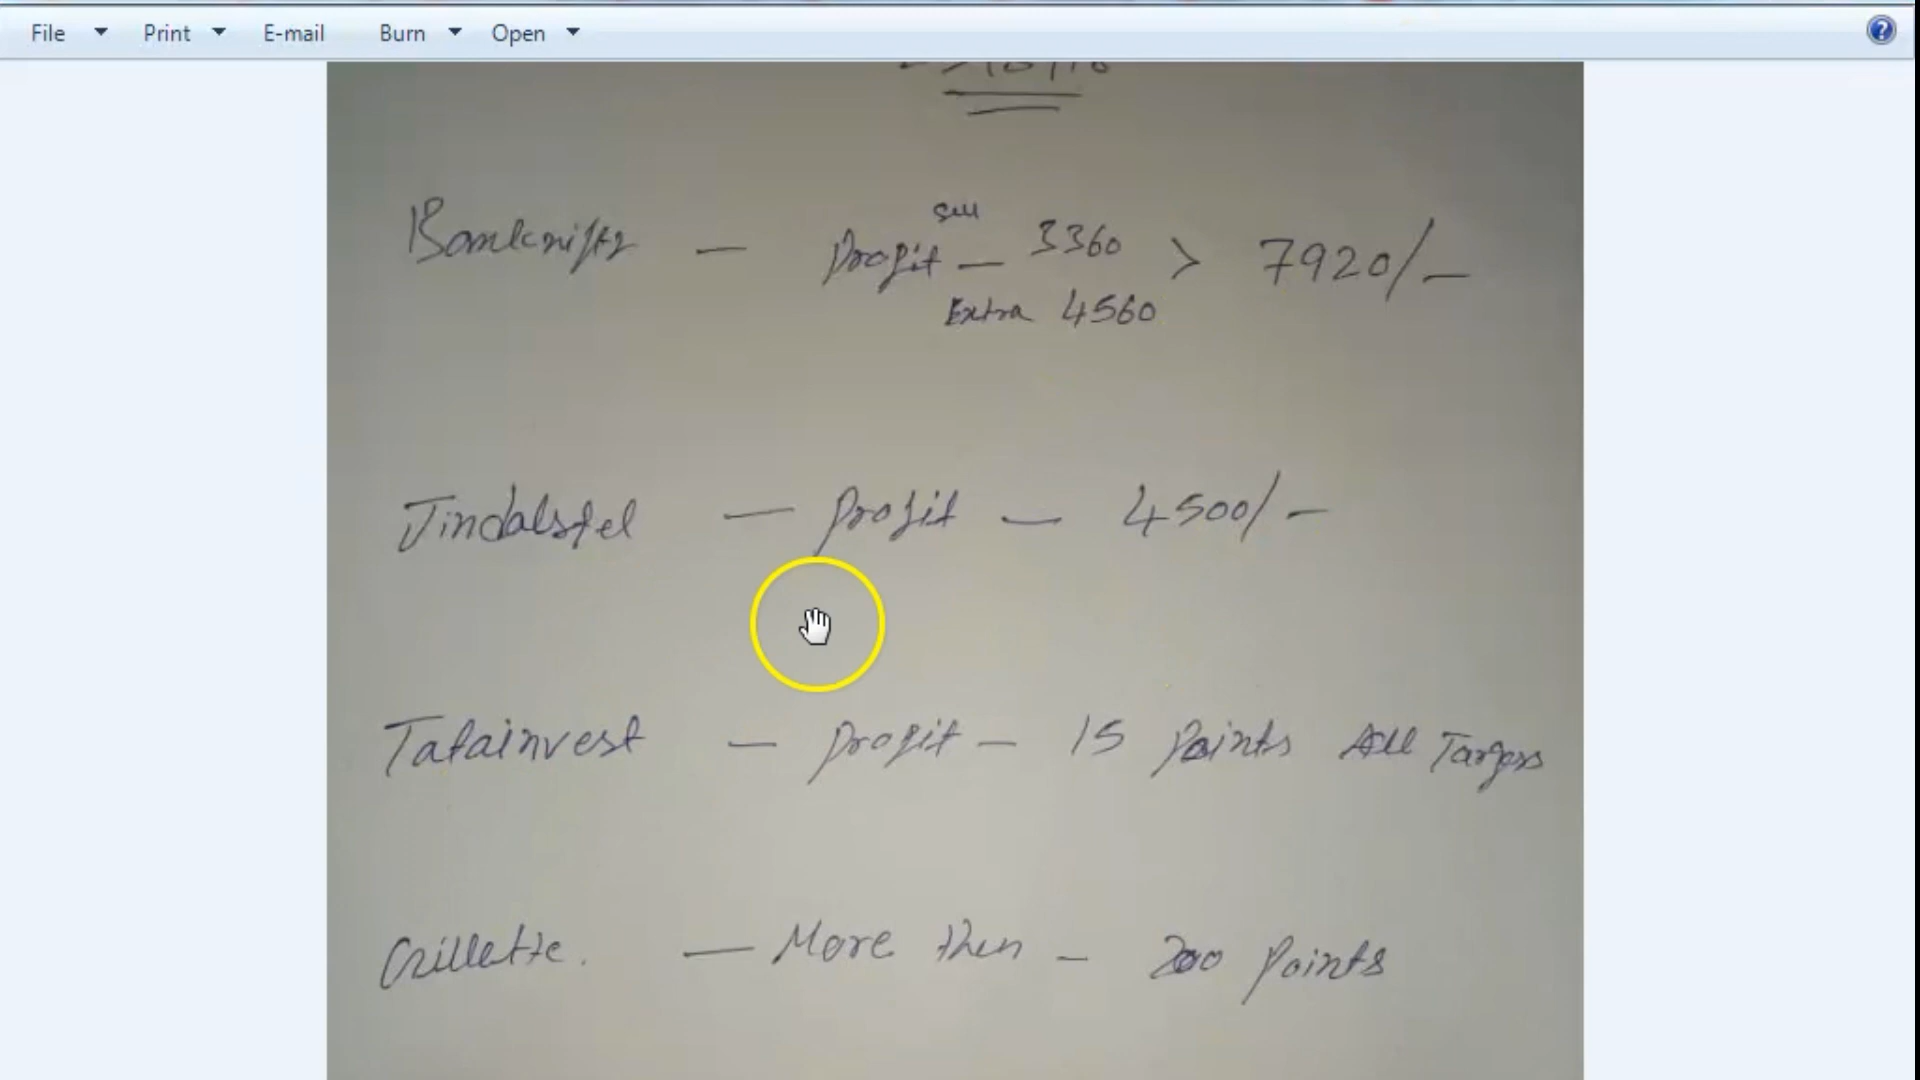 File Print E-mail Burn Open
Banknifty — Profit — Sell 3360 > 7920/—
Extra 4560
Jindalstel — Profit — 4500/—
Tatainvest — Profit — 15 Points All Targers
Gillette. — More then — 200 Points